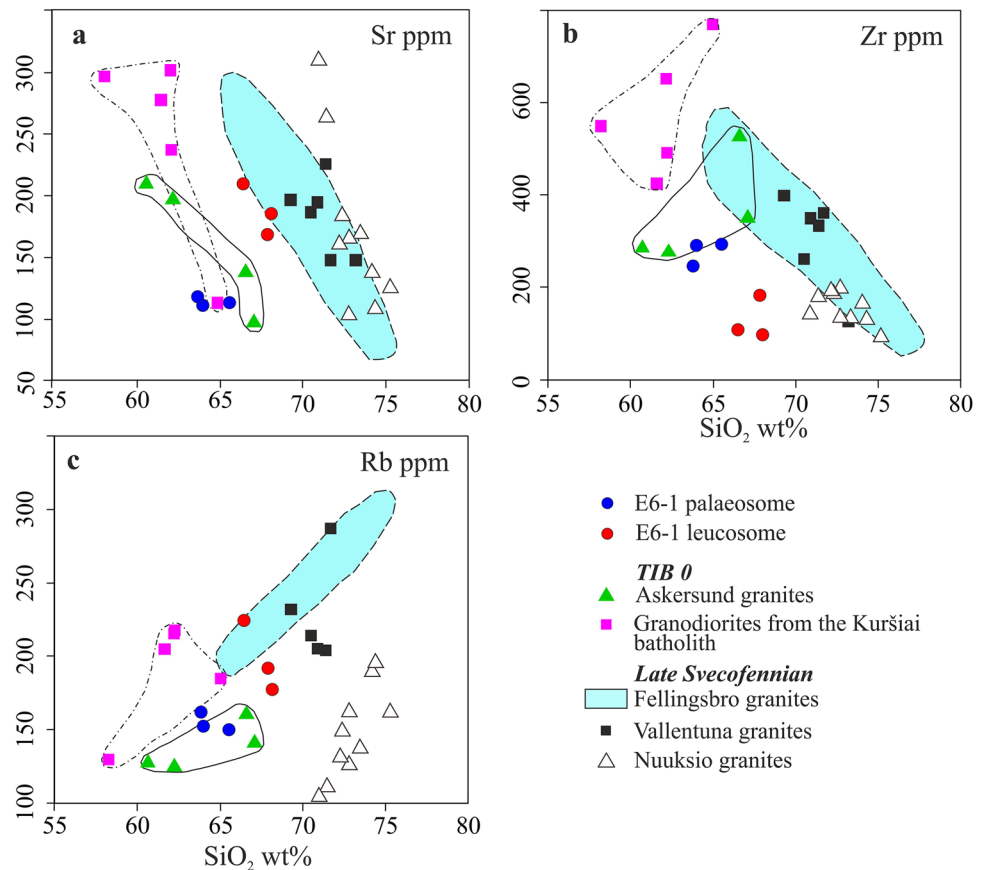 a
Sr ppm
300
250
200
150
100
50
55
60
65
70
75
80
b
Zr ppm
600
400
200
0
55
60
65
70
75
80
SiO2 wt%
c
Rb ppm
300
250
200
150
100
55
60
65
70
75
80
SiO2 wt%
E6-1 palaeosome
E6-1 leucosome
TIB 0
Askersund granites
Granodiorites from the Kuršiai
batholith
Late Svecofennian
Fellingsbro granites
Vallentuna granites
Nuuksio granites